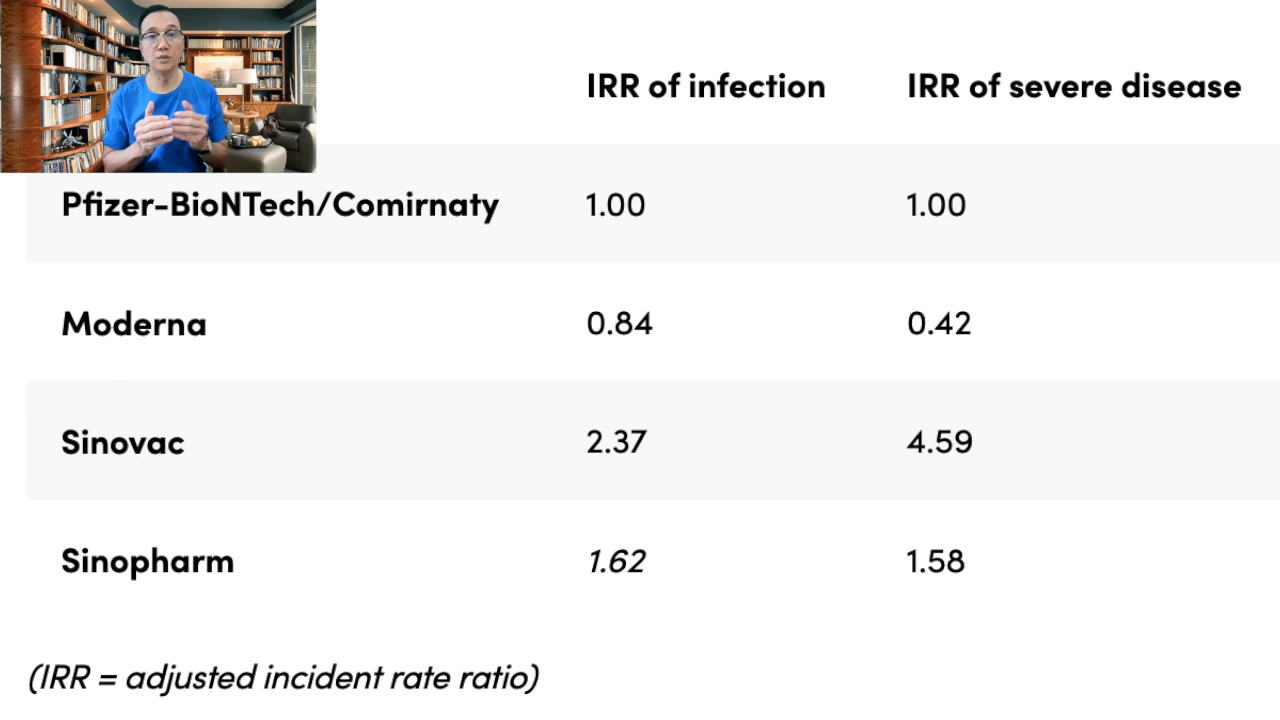 IRR of infection IRR of severe disease
Pfizer-BioNTech/Comirnaty 1.00 1.00
Moderna 0.84 0.42
Sinovac 2.37 4.59
Sinopharm 1.62 1.58
(IRR = adjusted incident rate ratio)